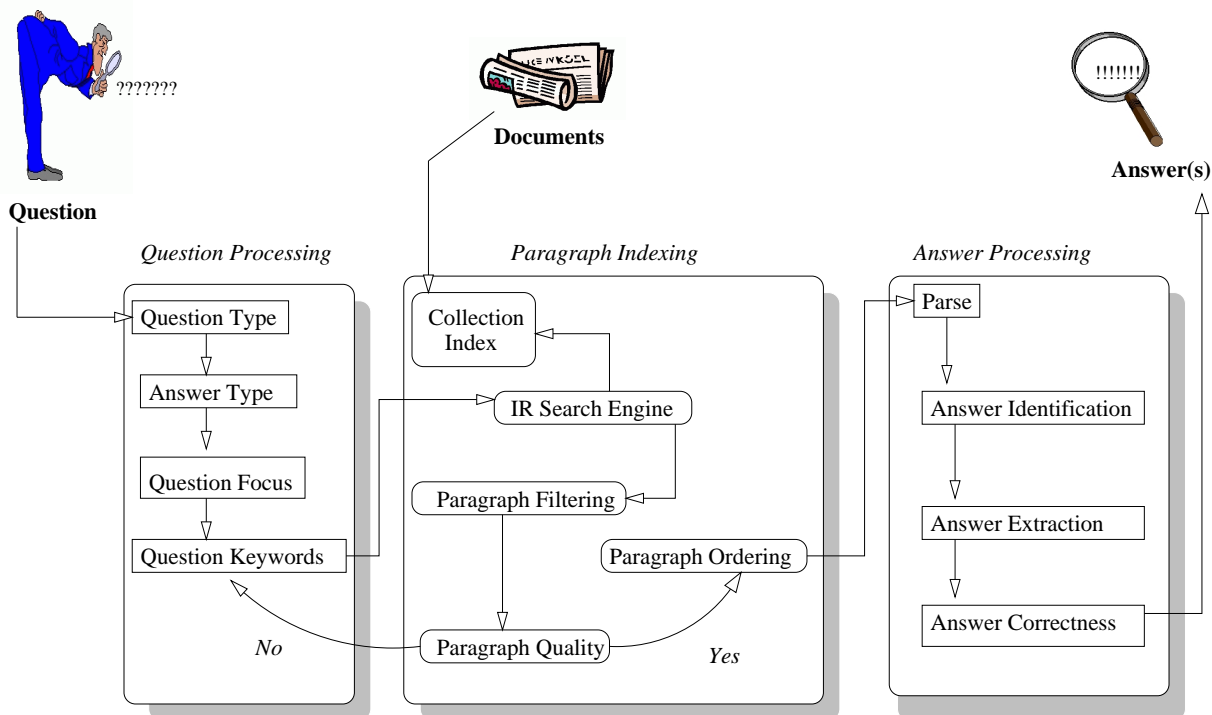 ???????
!!!!!!!
Documents
Answer(s)
Question
Question Processing
Paragraph Indexing
Answer Processing
Question Type
Answer Type
Question Focus
Question Keywords
No
Collection
Index
IR Search Engine
Paragraph Filtering
Paragraph Ordering
Paragraph Quality
Yes
Parse
Answer Identification
Answer Extraction
Answer Correctness